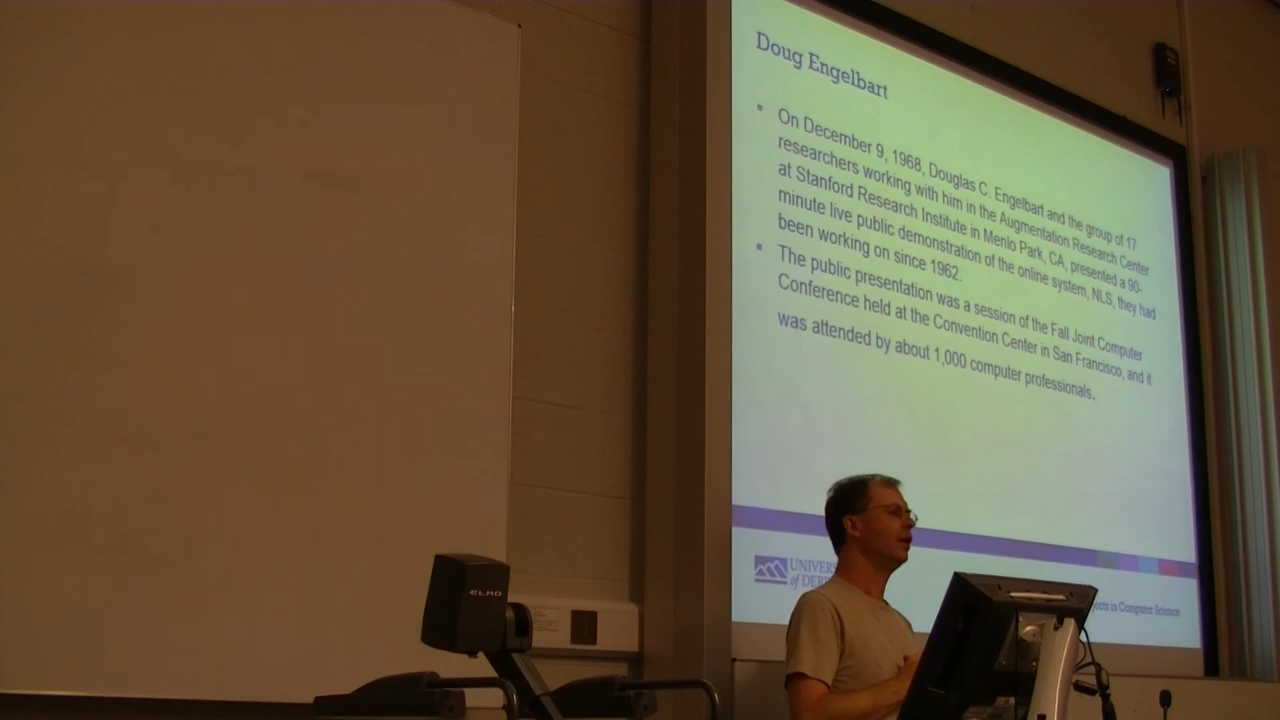 Doug Engelbart
▪ On December 9, 1968, Douglas C. Engelbart and the group of 17
researchers working with him in the Augmentation Research Center
at Stanford Research Institute in Menlo Park, CA, presented a 90-
minute live public demonstration of the online system, NLS, they had
been working on since 1962.
▪ The public presentation was a session of the Fall Joint Computer
Conference held at the Convention Center in San Francisco, and it
was attended by about 1,000 computer professionals.
UNIVERS
of DER
jects in Computer Science
ELMO